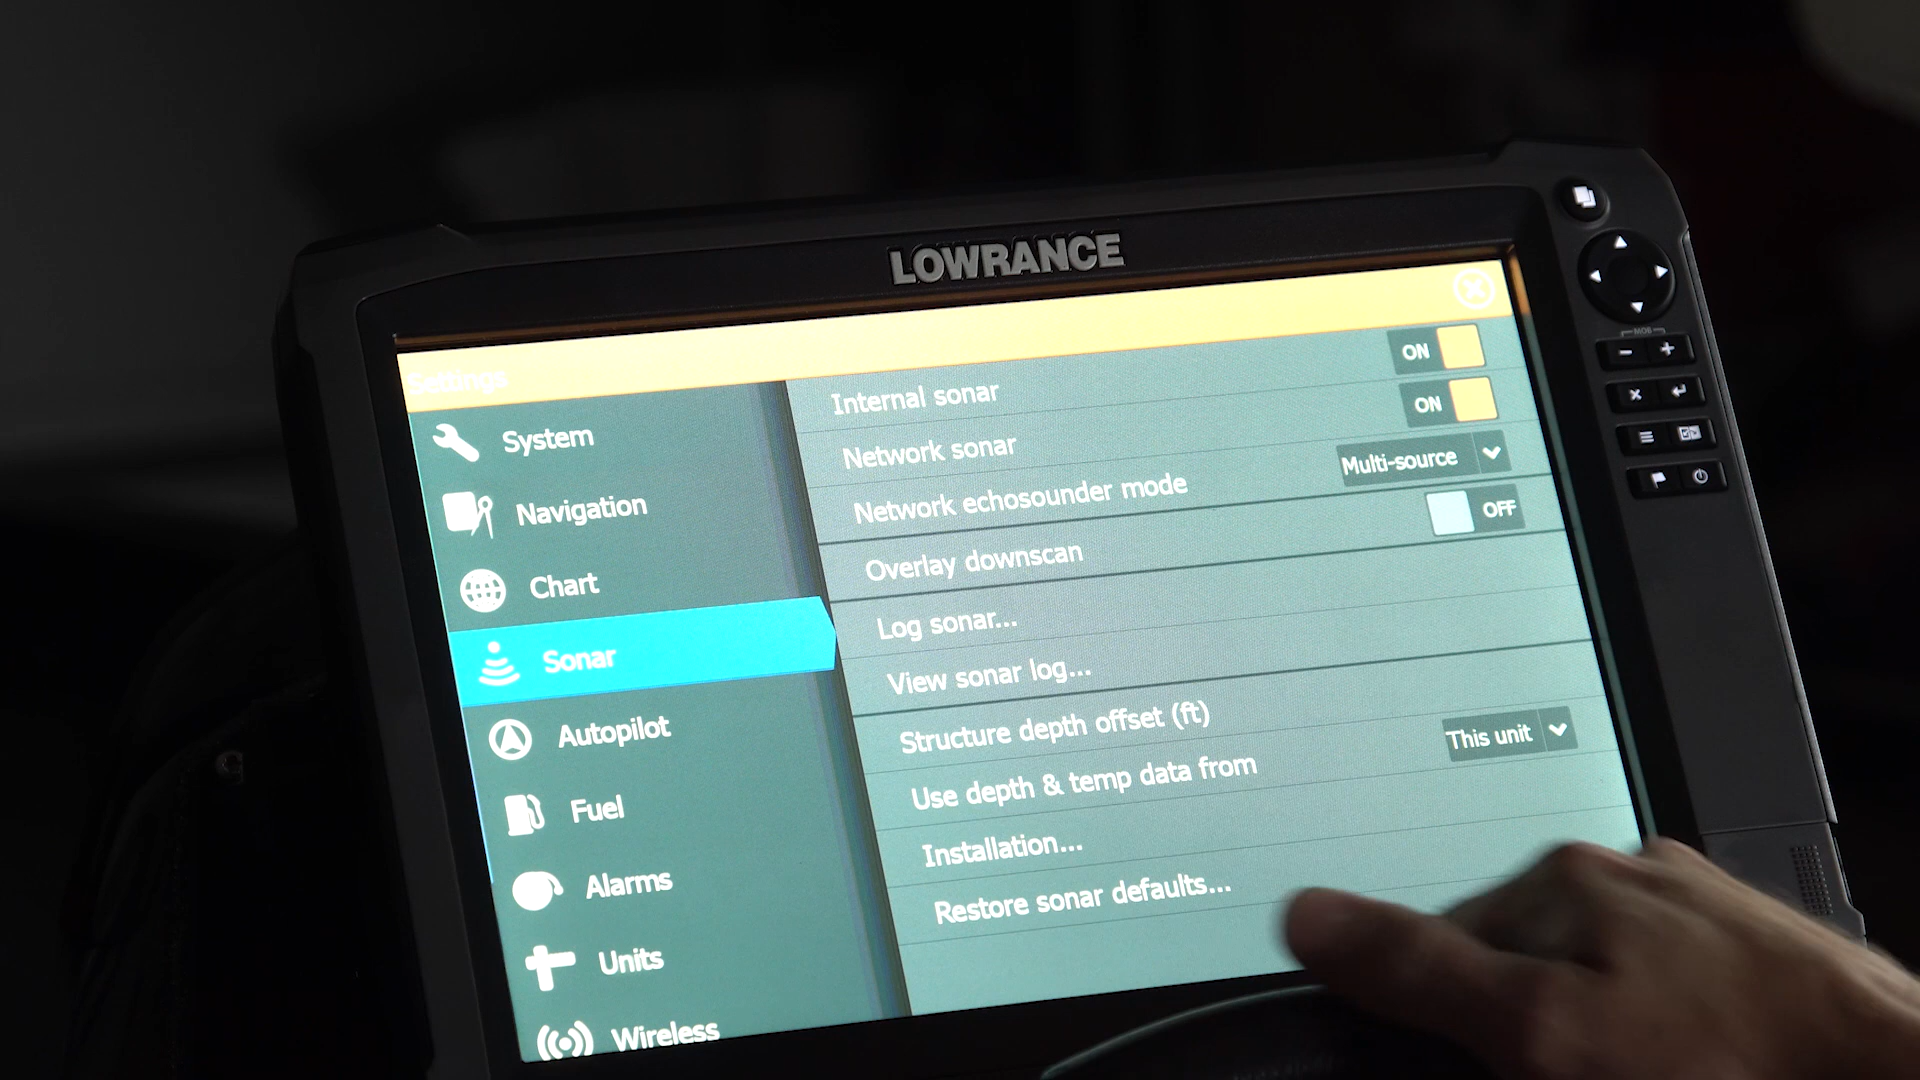 LOWRANCE
Settings
System
Navigation
Chart
Sonar
Autopilot
Fuel
Alarms
Units
Wireless
Internal sonar
ON
Network sonar
ON
Network echosounder mode
Multi-source
Overlay downscan
OFF
Log sonar...
View sonar log...
Structure depth offset (ft)
Use depth & temp data from
This unit
Installation...
Restore sonar defaults...
MOB